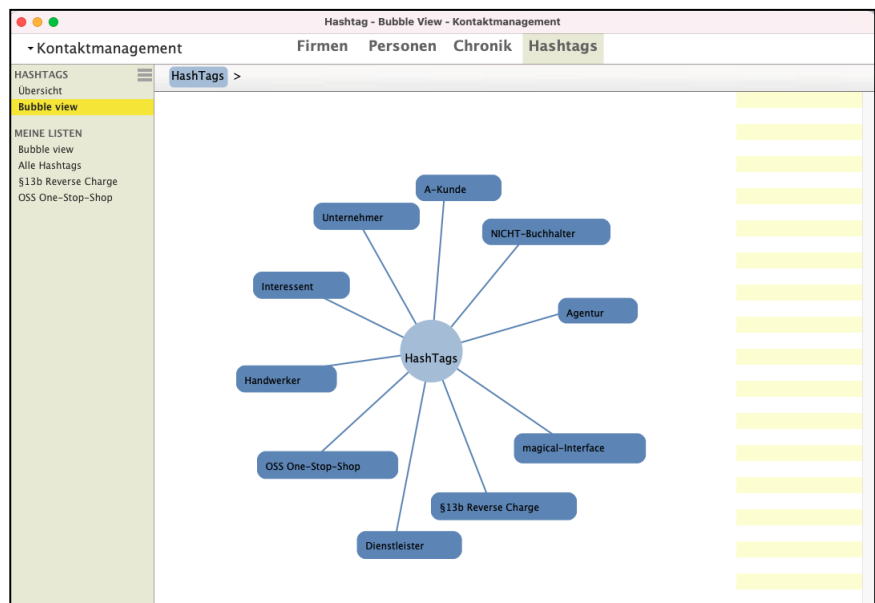 Hashtag - Bubble View - Kontaktmanagement
Kontaktmanagement
Firmen Personen Chronik Hashtags
HASHTAGS
Übersicht
Bubble view
MEINE LISTEN
Bubble view
Alle Hashtags
§13b Reverse Charge
OSS One-Stop-Shop
HashTags >
A-Kunde
Unternehmer
NICHT-Buchhalter
Interessent
Agentur
HashTags
Handwerker
magical-Interface
OSS One-Stop-Shop
§13b Reverse Charge
Dienstleister